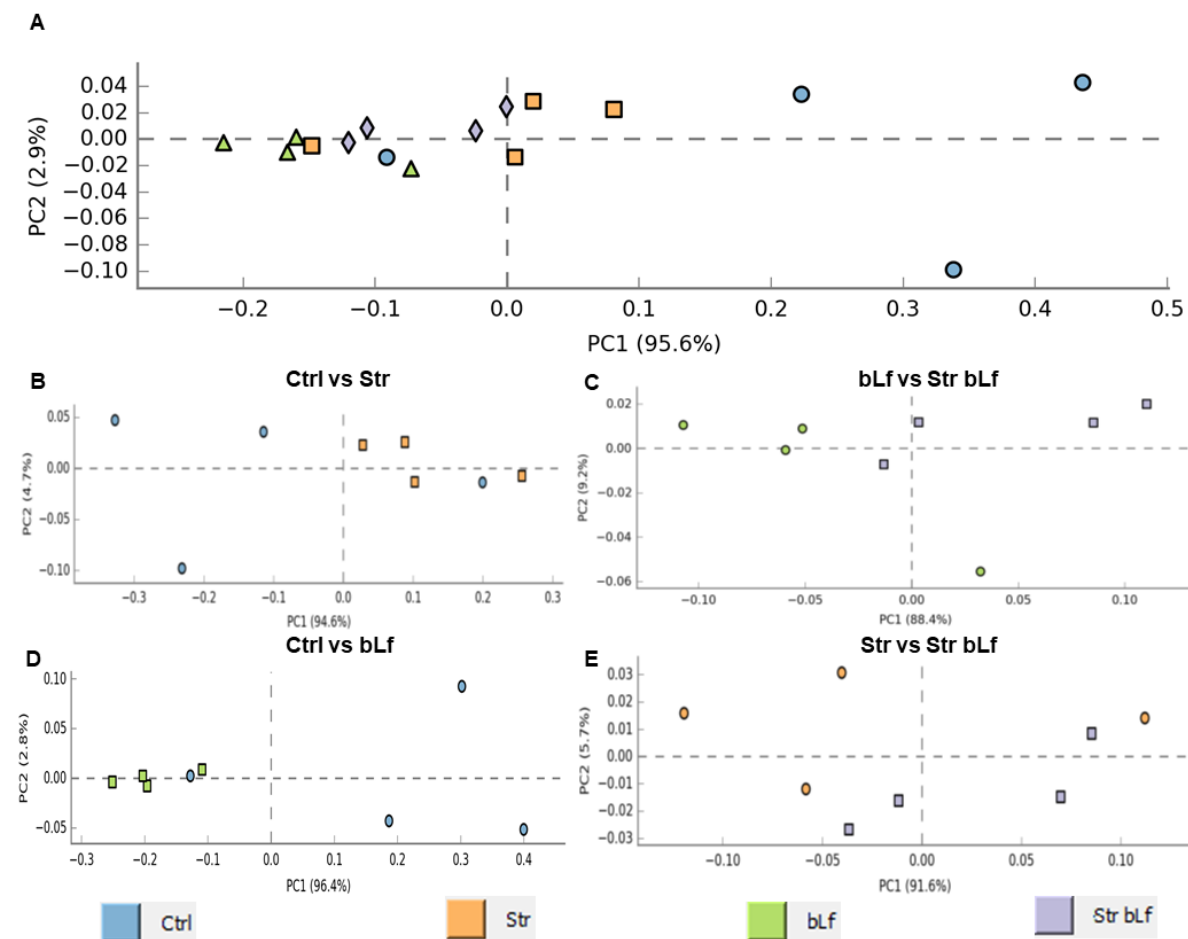 A
0.04
0.02
0.00
−0.02
−0.04
−0.06
−0.08
−0.10
PC2 (2.9%)
−0.2 −0.1 0.0 0.1 0.2 0.3 0.4 0.5
PC1 (95.6%)
B
Ctrl vs Str
0.05
0.00
−0.05
−0.10
PC2 (4.7%)
−0.3 −0.2 −0.1 0.0 0.1 0.2 0.3
PC1 (94.6%)
C
bLf vs Str bLf
0.02
0.00
−0.02
−0.04
−0.06
PC2 (9.2%)
−0.10 −0.05 0.00 0.05 0.10
PC1 (88.4%)
D
Ctrl vs bLf
0.10
0.05
0.00
−0.05
PC2 (2.8%)
−0.3 −0.2 −0.1 0.0 0.1 0.2 0.3 0.4
PC1 (96.4%)
E
Str vs Str bLf
0.03
0.02
0.01
0.00
−0.01
−0.02
−0.03
PC2 (5.7%)
−0.10 −0.05 0.00 0.05 0.10
PC1 (91.6%)
Ctrl Str bLf Str bLf